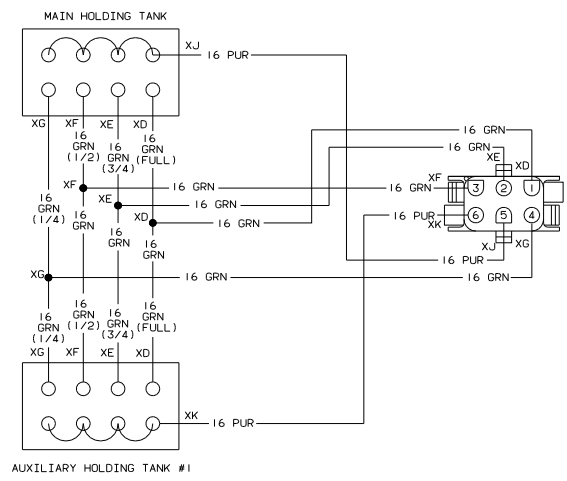 MAIN HOLDING TANK
XJ
16 PUR
XG XF XE XD
16 GRN (1/2)
16 GRN (3/4)
16 GRN (FULL)
16 GRN
XE
XD
16 GRN
XF
XF
16 GRN
16 GRN
3 2 1
16 GRN (1/4)
XE
16 GRN
XD
16 GRN
16 GRN
16 PUR
XK
6 5 4
16 GRN
16 GRN
XJ
XG
16 PUR
XG
16 GRN
16 GRN
16 GRN (1/4)
16 GRN (1/2)
16 GRN (3/4)
16 GRN (FULL)
XG XF XE XD
XK
16 PUR
AUXILIARY HOLDING TANK #1